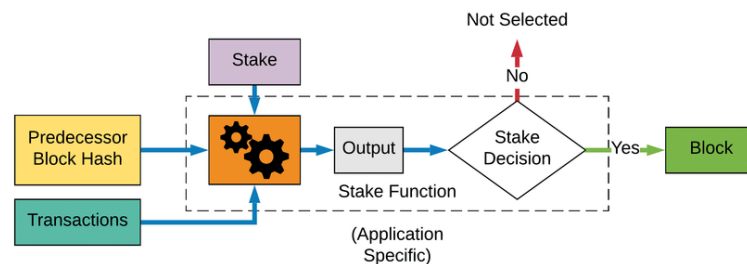 Not Selected
No
Stake
Predecessor
Block Hash
Output
Stake
Decision
Yes
Block
Stake Function
Transactions
(Application
Specific)